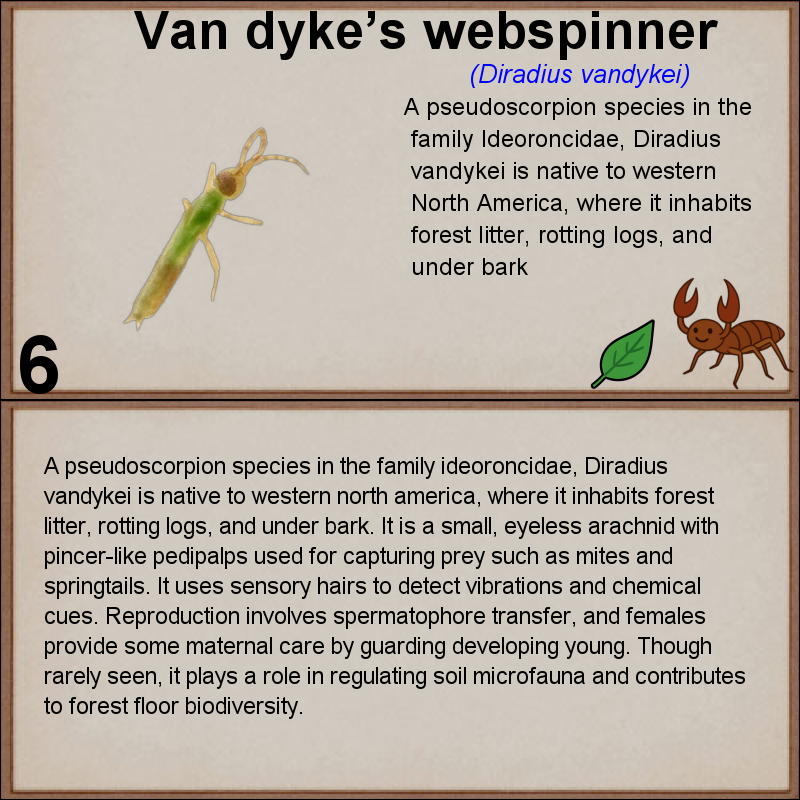 Van dyke’s webspinner
(Diradius vandykei)
A pseudoscorpion species in the
family Ideoroncidae, Diradius
vandykei is native to western
North America, where it inhabits
forest litter, rotting logs, and
under bark
6
A pseudoscorpion species in the family ideoroncidae, Diradius
vandykei is native to western north america, where it inhabits forest
litter, rotting logs, and under bark. It is a small, eyeless arachnid with
pincer-like pedipalps used for capturing prey such as mites and
springtails. It uses sensory hairs to detect vibrations and chemical
cues. Reproduction involves spermatophore transfer, and females
provide some maternal care by guarding developing young. Though
rarely seen, it plays a role in regulating soil microfauna and contributes
to forest floor biodiversity.